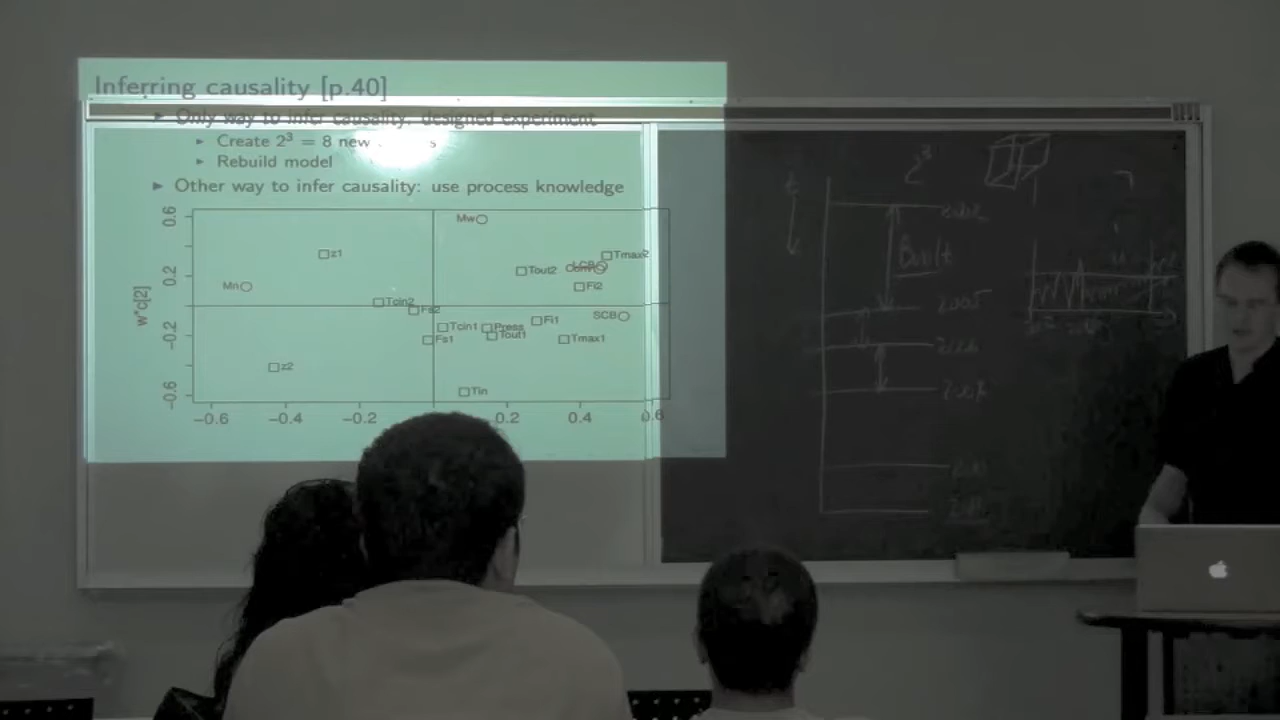 Inferring causality [p.40]
▸ Only way to infer causality: designed experiment
▸ Create 2³ = 8 new
▸ Rebuild model
▸ Other way to infer causality: use process knowledge
w*c[2]
0.6
0.2
−0.2
−0.6
−0.6
−0.4
−0.2
0.2
0.4
0.6
Mw
z1
Tmax2
LCB
Tout2
Mn
Fi2
Tcin2
Fs2
SCB
Fi1
Tcin1
Press
Tout1
Fs1
Tmax1
z2
Tin
2³
t
Built
2005